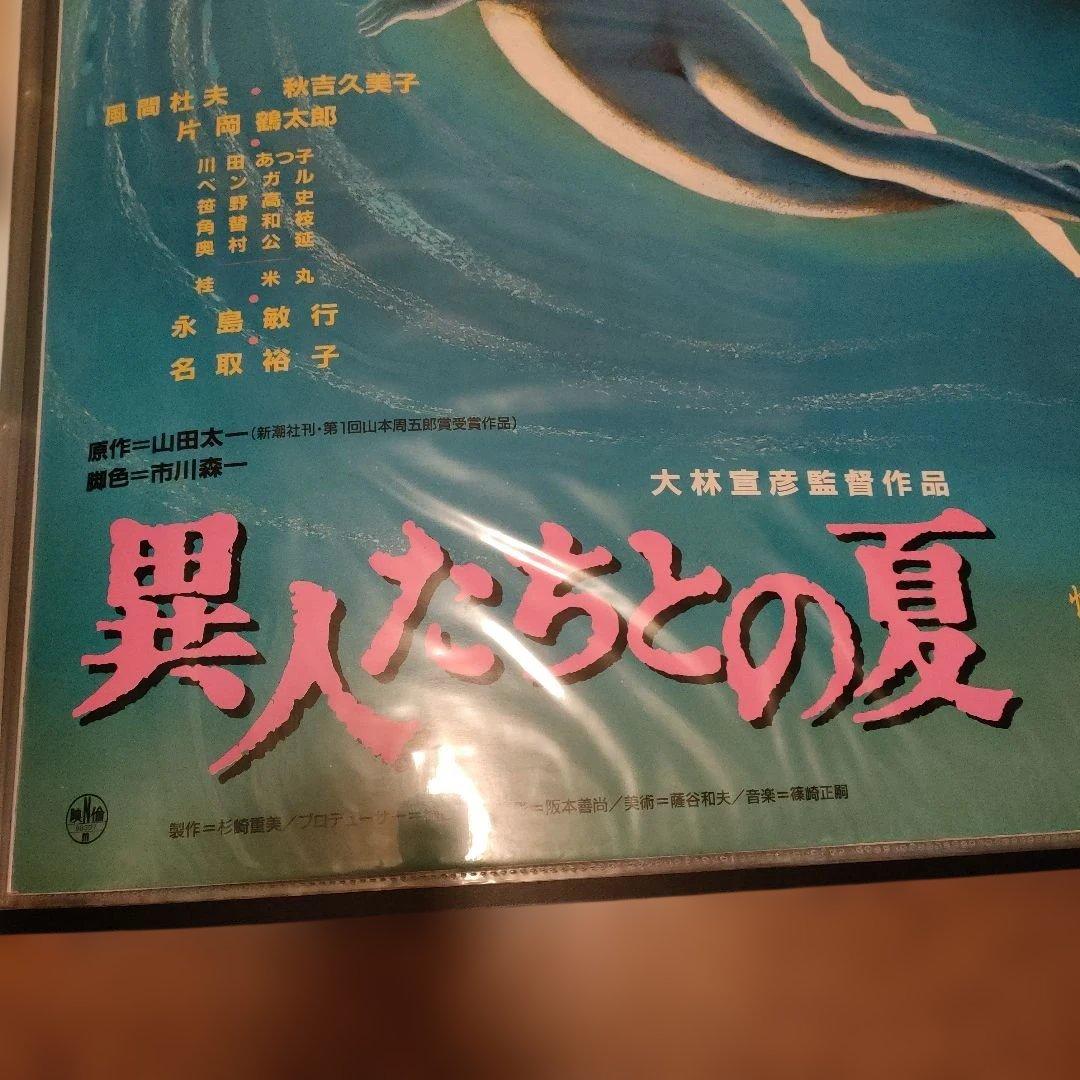 風間杜夫・秋吉久美子
片岡鶴太郎
川田あつ子
ベンガル
笹野高史
角替和枝
奥村公延
桂米丸
永島敏行
名取裕子
原作=山田太一(新潮社刊・第1回山本周五郎賞受賞作品)
脚色=市川森一
大林宣彦監督作品
異人たちとの夏
製作=杉崎重美/プロデューサー=
=阪本善尚/美術=薩谷和夫/音楽=篠崎正嗣
映倫